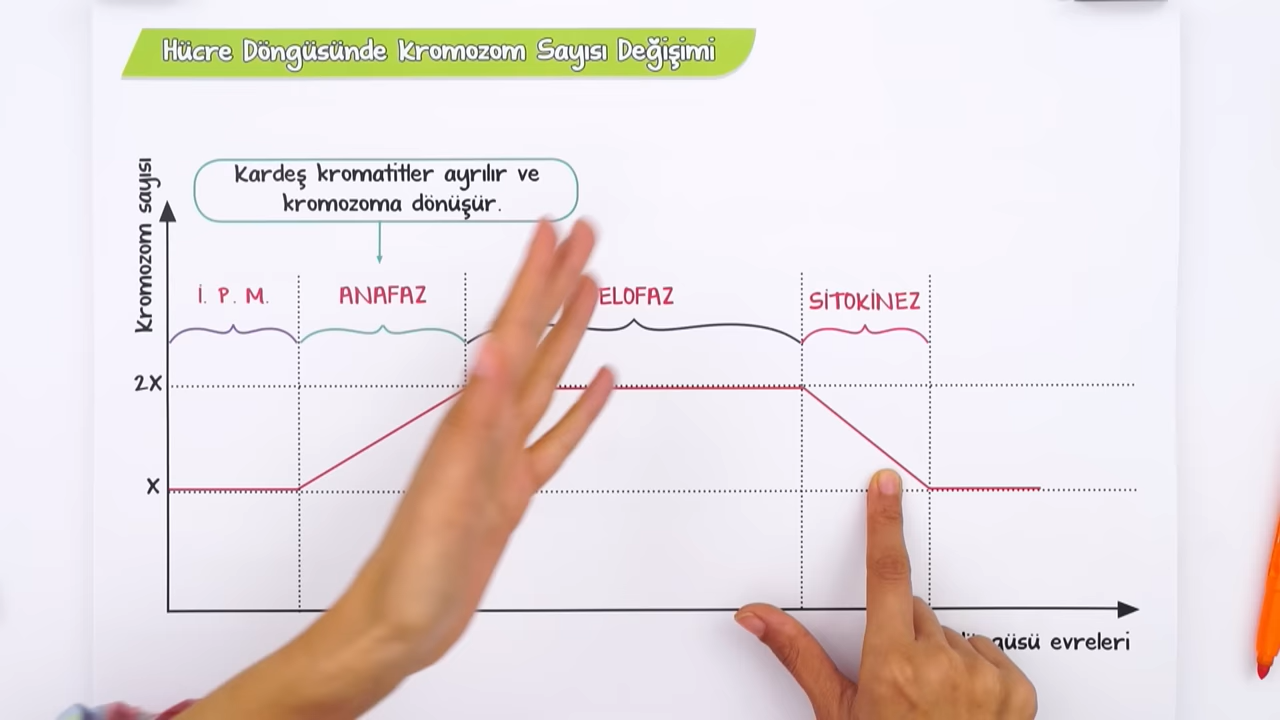 Hücre Döngüsünde Kromozom Sayısı Değişimi
Kromozom sayısı
Kardeş kromatitler ayrılır ve
kromozoma dönüşür.
İ. P. M.
ANAFAZ
ELOFAZ
SİTOKİNEZ
2X
X
evreleri